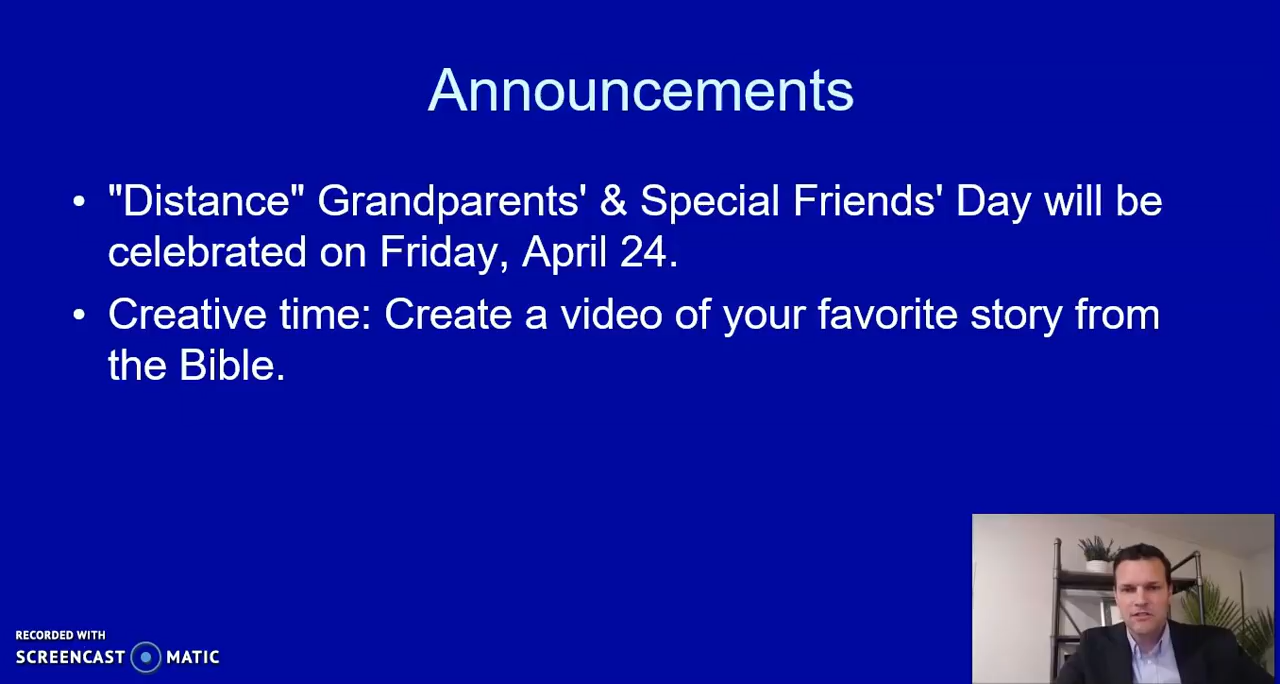 Announcements
• "Distance" Grandparents' & Special Friends' Day will be
celebrated on Friday, April 24.
• Creative time: Create a video of your favorite story from
the Bible.
RECORDED WITH
SCREENCAST MATIC